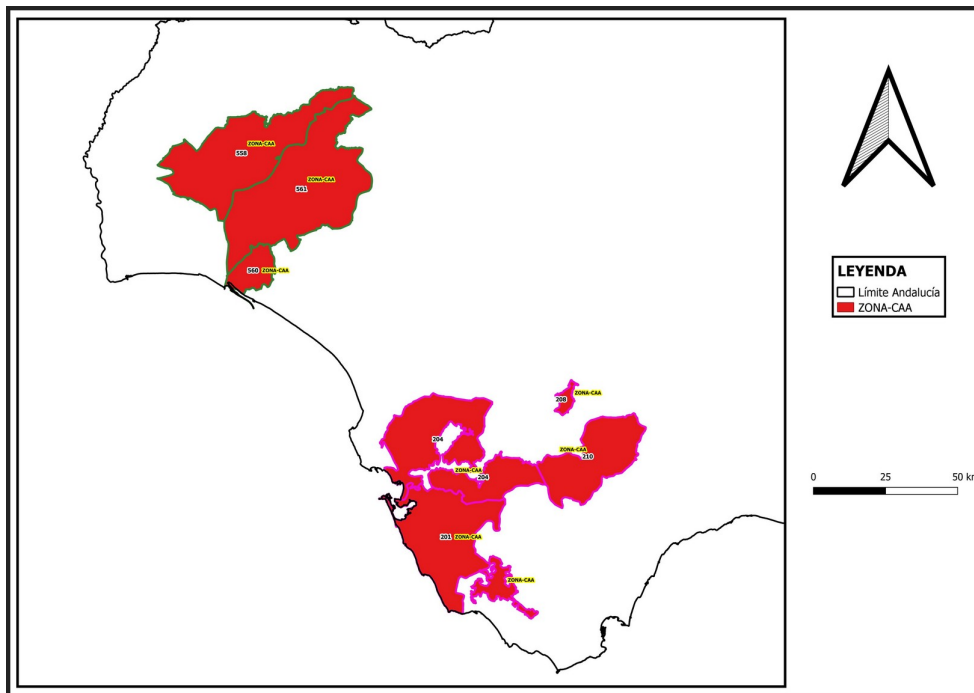 ZONA-CAA
558
ZONA-CAA
561
560 ZONA-CAA
LEYENDA
Límite Andalucía
ZONA-CAA
208 ZONA-CAA
204
ZONA-CAA
210
ZONA-CAA
204
0 25 50 km
201 ZONA-CAA
ZONA-CAA